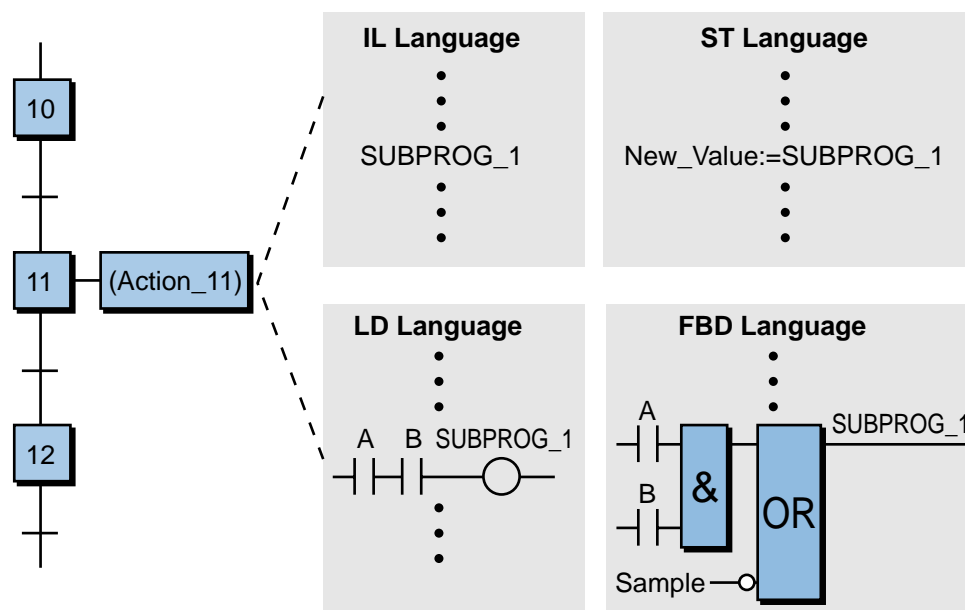 10
11
(Action_11)
12
IL Language
SUBPROG_1
ST Language
New_Value:=SUBPROG_1
LD Language
A B SUBPROG_1
FBD Language
A
SUBPROG_1
&
B
OR
Sample